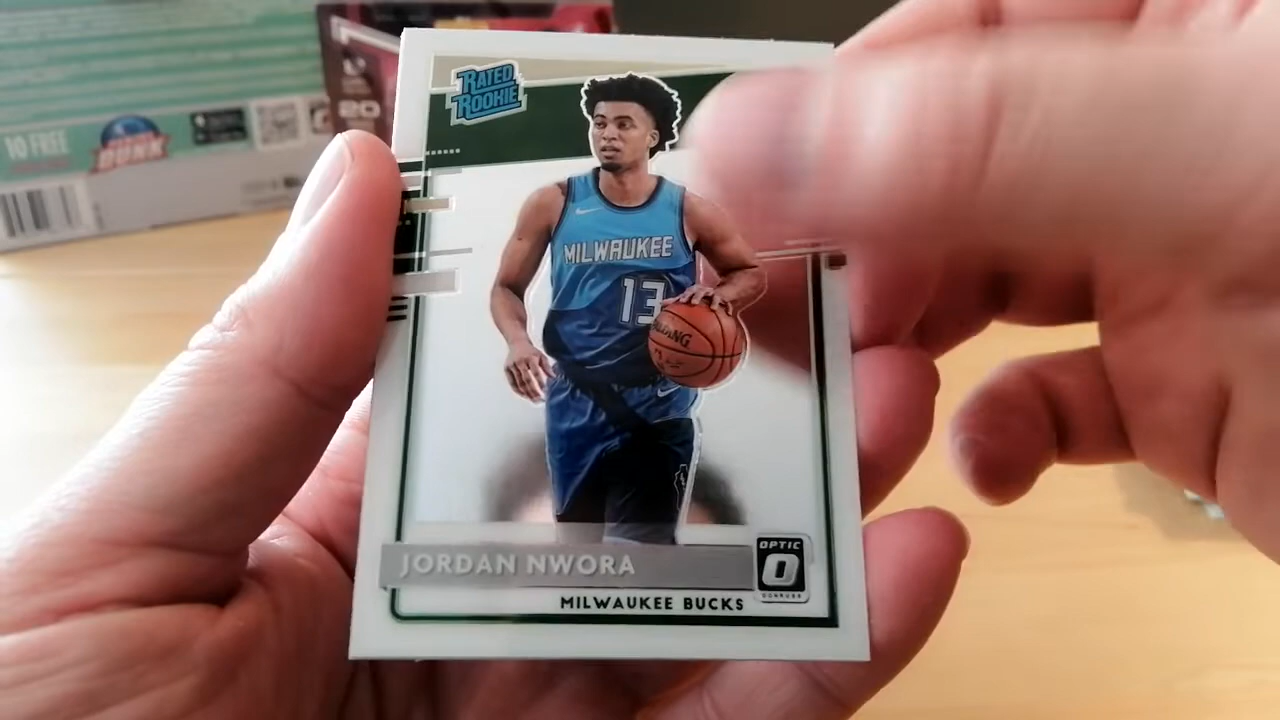 RATED
ROOKIE
MILWAUKEE
13
JORDAN NWORA
OPTIC
MILWAUKEE BUCKS
DONRUSS
10 FREE
DUNK
20